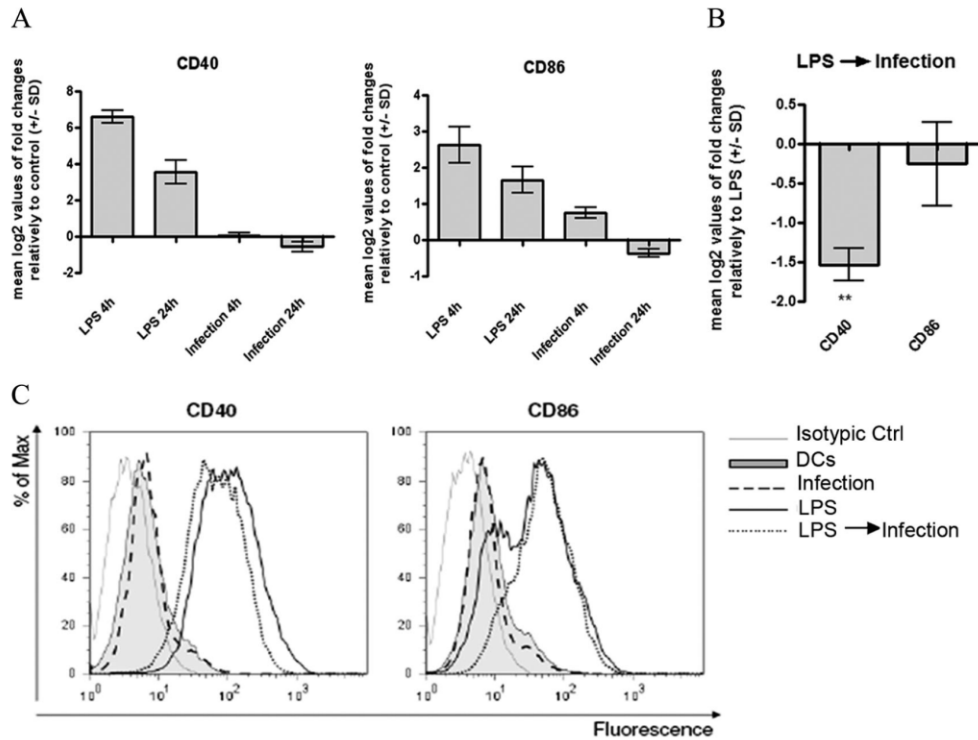 A
B
CD40
mean log2 values of fold changes
relatively to control (+/- SD)
8
6
4
2
0
-2
LPS 4h
LPS 24h
Infection 4h
Infection 24h
CD86
mean log2 values of fold changes
relatively to control (+/- SD)
4
3
2
1
0
-1
LPS 4h
LPS 24h
Infection 4h
Infection 24h
LPS → Infection
mean log2 values of fold changes
relatively to LPS (+/- SD)
0.5
0.0
-0.5
-1.0
-1.5
-2.0
**
CD40
CD86
C
CD40
% of Max
100
80
60
40
20
0
10⁰ 10¹ 10² 10³ 10⁴
CD86
100
80
60
40
20
0
10⁰ 10¹ 10² 10³ 10⁴
Fluorescence
Isotypic Ctrl
DCs
Infection
LPS
LPS → Infection